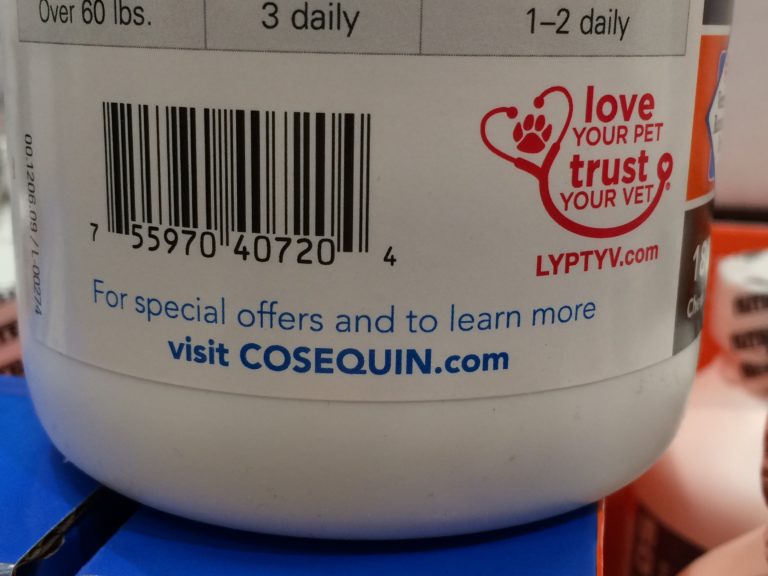 Over 60 lbs. 3 daily 1–2 daily
love
YOUR PET
trust
YOUR VET
LYPTYV.com
7 55970 40720 4
00.1206.09 / L-00274
For special offers and to learn more
visit COSEQUIN.com